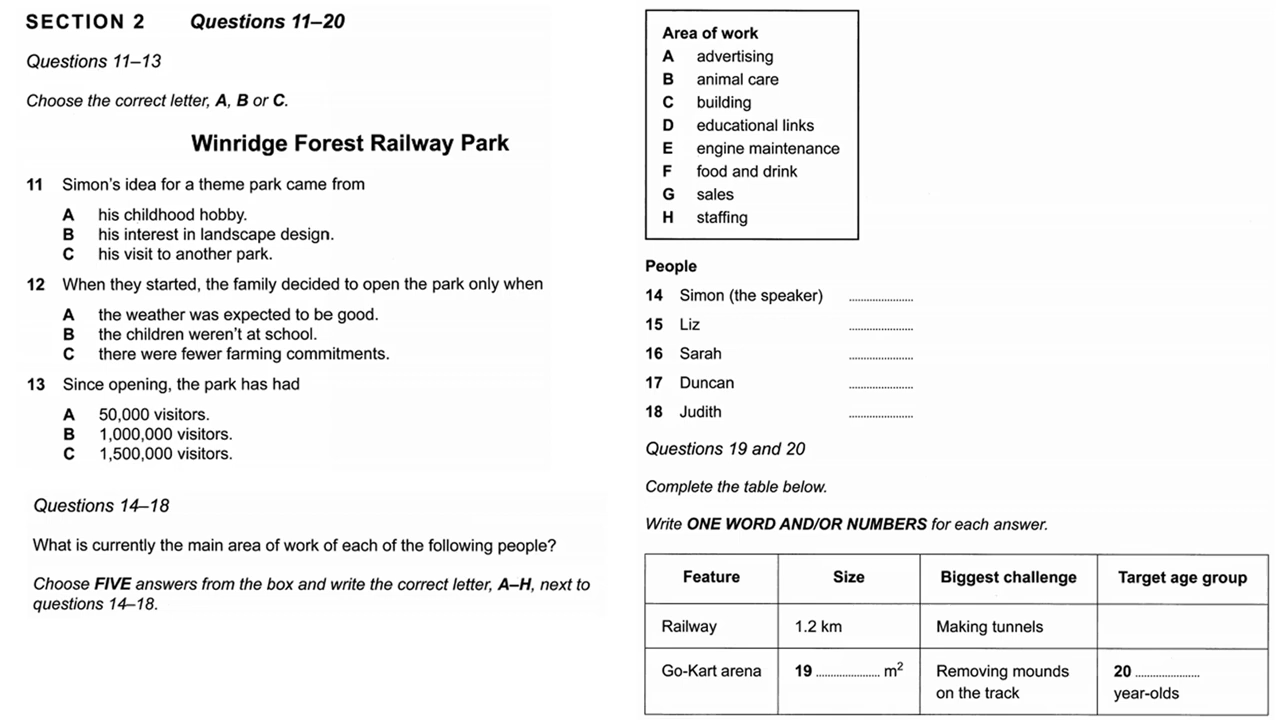 SECTION 2 Questions 11–20
Questions 11–13
Choose the correct letter, A, B or C.
Winridge Forest Railway Park
11 Simon's idea for a theme park came from
A his childhood hobby.
B his interest in landscape design.
C his visit to another park.
12 When they started, the family decided to open the park only when
A the weather was expected to be good.
B the children weren't at school.
C there were fewer farming commitments.
13 Since opening, the park has had
A 50,000 visitors.
B 1,000,000 visitors.
C 1,500,000 visitors.
Questions 14–18
What is currently the main area of work of each of the following people?
Choose FIVE answers from the box and write the correct letter, A–H, next to
questions 14–18.
Area of work
A advertising
B animal care
C building
D educational links
E engine maintenance
F food and drink
G sales
H staffing
People
14 Simon (the speaker) ......................
15 Liz ......................
16 Sarah ......................
17 Duncan ......................
18 Judith ......................
Questions 19 and 20
Complete the table below.
Write ONE WORD AND/OR NUMBERS for each answer.
Feature Size Biggest challenge Target age group
Railway 1.2 km Making tunnels
Go-Kart arena 19 ...................... m² Removing mounds 20 ......................
on the track year-olds